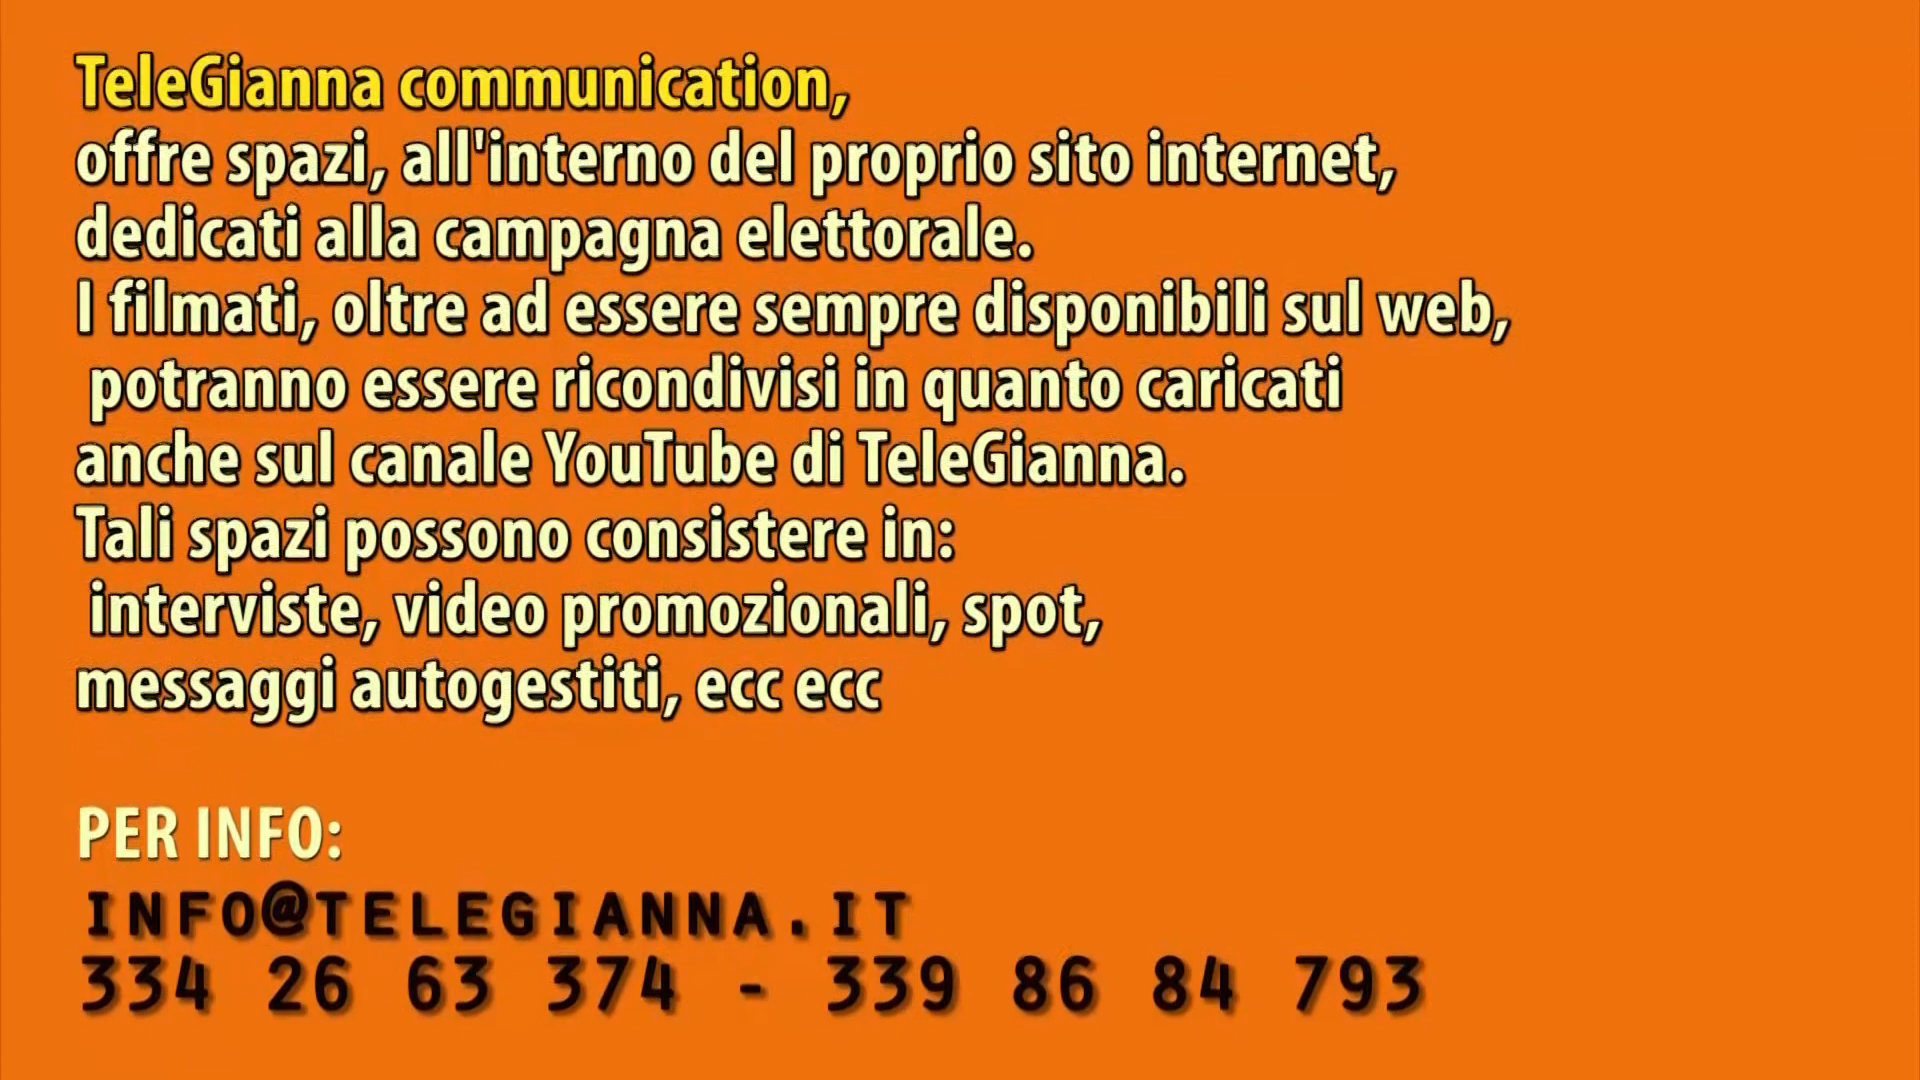 TeleGianna communication,
offre spazi, all'interno del proprio sito internet,
dedicati alla campagna elettorale.
I filmati, oltre ad essere sempre disponibili sul web,
potranno essere ricondivisi in quanto caricati
anche sul canale YouTube di TeleGianna.
Tali spazi possono consistere in:
interviste, video promozionali, spot,
messaggi autogestiti, ecc ecc
PER INFO:
INFO@TELEGIANNA.IT
334 26 63 374 - 339 86 84 793